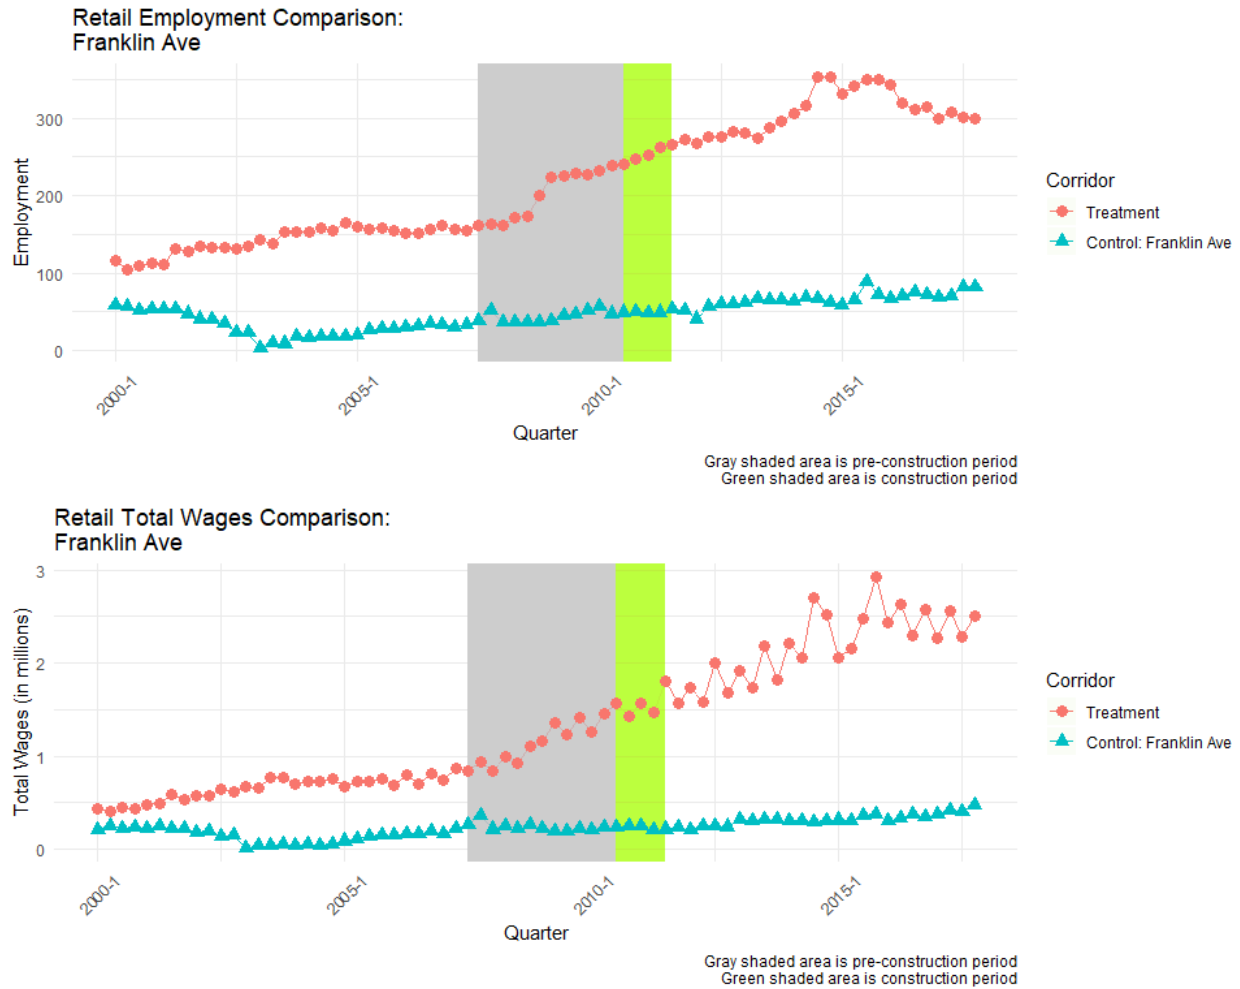 Retail Employment Comparison:
Franklin Ave
Employment
300
200
100
0
2000-1
2005-1
2010-1
2015-1
Quarter
Corridor
Treatment
Control: Franklin Ave
Gray shaded area is pre-construction period
Green shaded area is construction period
Retail Total Wages Comparison:
Franklin Ave
Total Wages (in millions)
3
2
1
0
2000-1
2005-1
2010-1
2015-1
Quarter
Corridor
Treatment
Control: Franklin Ave
Gray shaded area is pre-construction period
Green shaded area is construction period